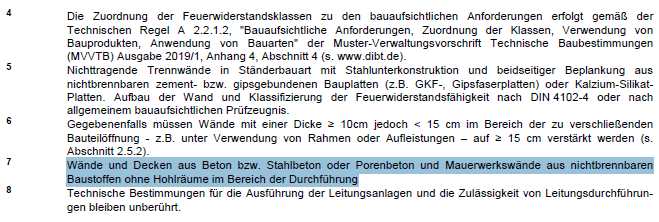 4 Die Zuordnung der Feuerwiderstandsklassen zu den bauaufsichtlichen Anforderungen erfolgt gemäß der
Technischen Regel A 2.2.1.2, "Bauaufsichtliche Anforderungen, Zuordnung der Klassen, Verwendung von
Bauprodukten, Anwendung von Bauarten" der Muster-Verwaltungsvorschrift Technische Baubestimmungen
(MVVTB) Ausgabe 2019/1, Anhang 4, Abschnitt 4 (s. www.dibt.de).
5 Nichttragende Trennwände in Ständerbauart mit Stahlunterkonstruktion und beidseitiger Beplankung aus
nichtbrennbaren zement- bzw. gipsgebundenen Bauplatten (z.B. GKF-, Gipsfaserplatten) oder Kalzium-Silikat-
Platten. Aufbau der Wand und Klassifizierung der Feuerwiderstandsfähigkeit nach DIN 4102-4 oder nach
allgemeinem bauaufsichtlichen Prüfzeugnis.
6 Gegebenenfalls müssen Wände mit einer Dicke ≥ 10cm jedoch < 15 cm im Bereich der zu verschließenden
Bauteilöffnung - z.B. unter Verwendung von Rahmen oder Aufleistungen – auf ≥ 15 cm verstärkt werden (s.
Abschnitt 2.5.2).
7 Wände und Decken aus Beton bzw. Stahlbeton oder Porenbeton und Mauerwerkswände aus nichtbrennbaren
Baustoffen ohne Hohlräume im Bereich der Durchführung
8 Technische Bestimmungen für die Ausführung der Leitungsanlagen und die Zulässigkeit von Leitungsdurchführun-
gen bleiben unberührt.